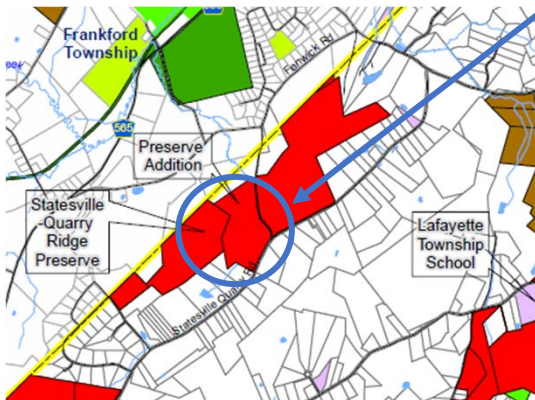 Frankford
Township
565
Fenwick Rd
Preserve
Addition
Statesville
-Quarry
Ridge
Preserve
Lafayette
Township
School
Statesville Quarry Rd